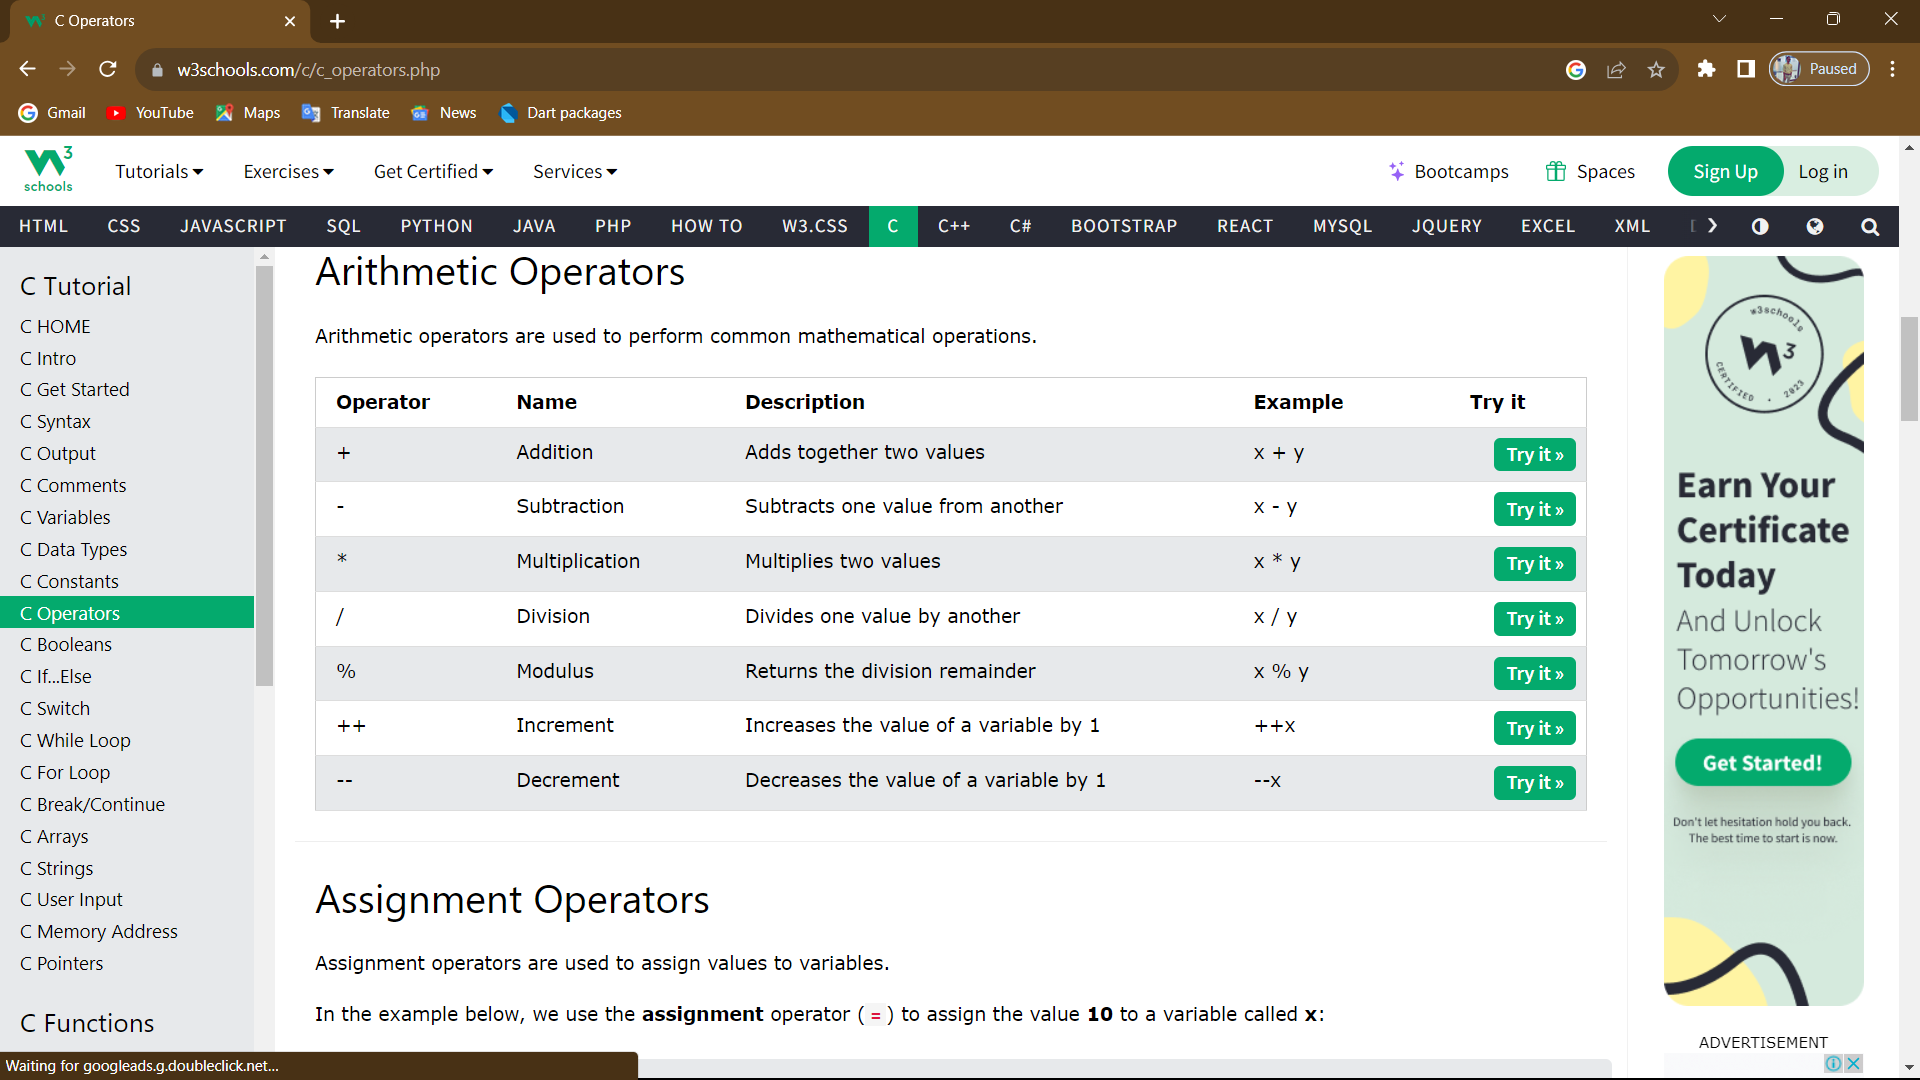 C Operators
w3schools.com/c/c_operators.php
Paused
Gmail
YouTube
Maps
Translate
News
Dart packages
W3 schools
Tutorials
Exercises
Get Certified
Services
Bootcamps
Spaces
Sign Up
Log in
HTML CSS JAVASCRIPT SQL PYTHON JAVA PHP HOW TO W3.CSS C C++ C# BOOTSTRAP REACT MYSQL JQUERY EXCEL XML
C Tutorial
C HOME
C Intro
C Get Started
C Syntax
C Output
C Comments
C Variables
C Data Types
C Constants
C Operators
C Booleans
C If...Else
C Switch
C While Loop
C For Loop
C Break/Continue
C Arrays
C Strings
C User Input
C Memory Address
C Pointers
C Functions
Arithmetic Operators
Arithmetic operators are used to perform common mathematical operations.
Operator Name Description Example Try it
+ Addition Adds together two values x + y Try it »
- Subtraction Subtracts one value from another x - y Try it »
* Multiplication Multiplies two values x * y Try it »
/ Division Divides one value by another x / y Try it »
% Modulus Returns the division remainder x % y Try it »
++ Increment Increases the value of a variable by 1 ++x Try it »
-- Decrement Decreases the value of a variable by 1 --x Try it »
Assignment Operators
Assignment operators are used to assign values to variables.
In the example below, we use the assignment operator (=) to assign the value 10 to a variable called x:
w3schools
CERTIFIED . 2023
Earn Your
Certificate
Today
And Unlock
Tomorrow's
Opportunities!
Get Started!
Don't let hesitation hold you back.
The best time to start is now.
ADVERTISEMENT
Waiting for googleads.g.doubleclick.net...